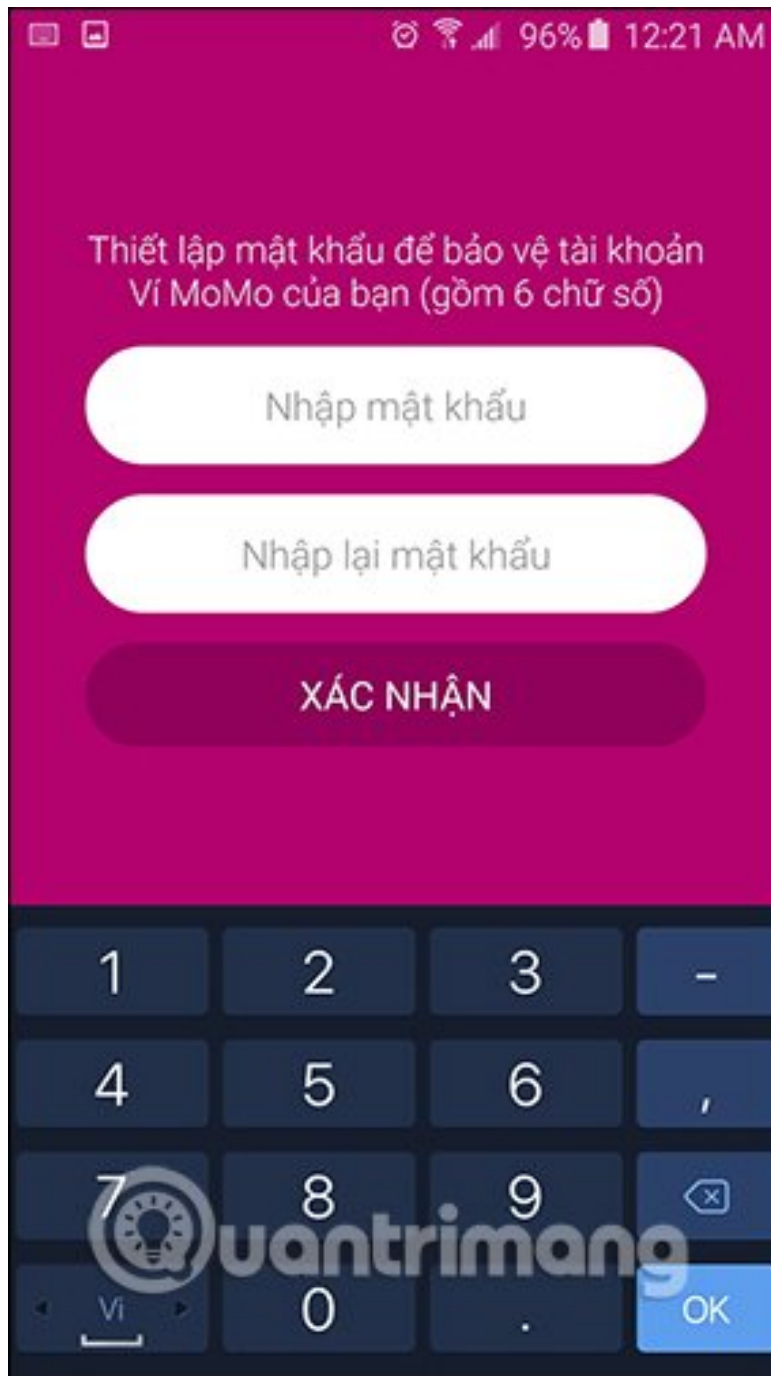 96% 12:21 AM
Thiết lập mật khẩu để bảo vệ tài khoản
Ví MoMo của bạn (gồm 6 chữ số)
Nhập mật khẩu
Nhập lại mật khẩu
XÁC NHẬN
1 2 3 -
4 5 6 ,
7 8 9
Quantrimang
Vi 0 . OK